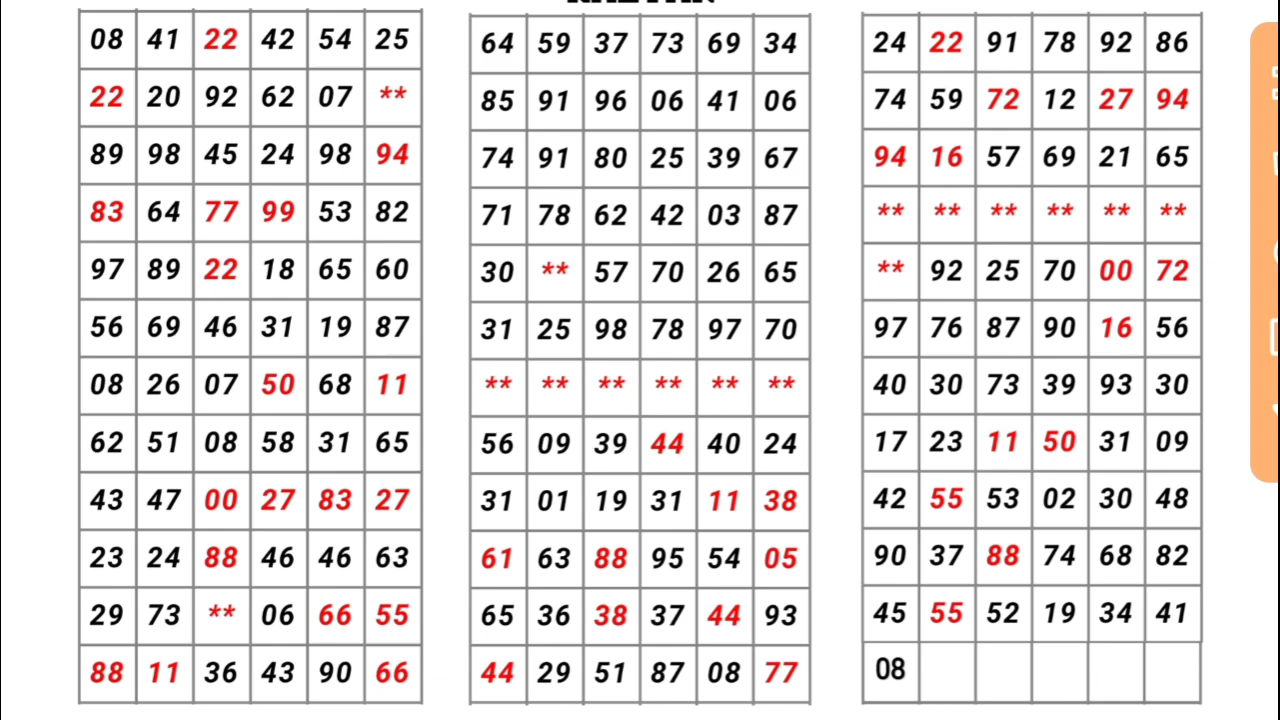 08 41 22 42 54 25
22 20 92 62 07 **
89 98 45 24 98 94
83 64 77 99 53 82
97 89 22 18 65 60
56 69 46 31 19 87
08 26 07 50 68 11
62 51 08 58 31 65
43 47 00 27 83 27
23 24 88 46 46 63
29 73 ** 06 66 55
88 11 36 43 90 66
64 59 37 73 69 34
85 91 96 06 41 06
74 91 80 25 39 67
71 78 62 42 03 87
30 ** 57 70 26 65
31 25 98 78 97 70
** ** ** ** ** **
56 09 39 44 40 24
31 01 19 31 11 38
61 63 88 95 54 05
65 36 38 37 44 93
44 29 51 87 08 77
24 22 91 78 92 86
74 59 72 12 27 94
94 16 57 69 21 65
** ** ** ** ** **
** 92 25 70 00 72
97 76 87 90 16 56
40 30 73 39 93 30
17 23 11 50 31 09
42 55 53 02 30 48
90 37 88 74 68 82
45 55 52 19 34 41
08